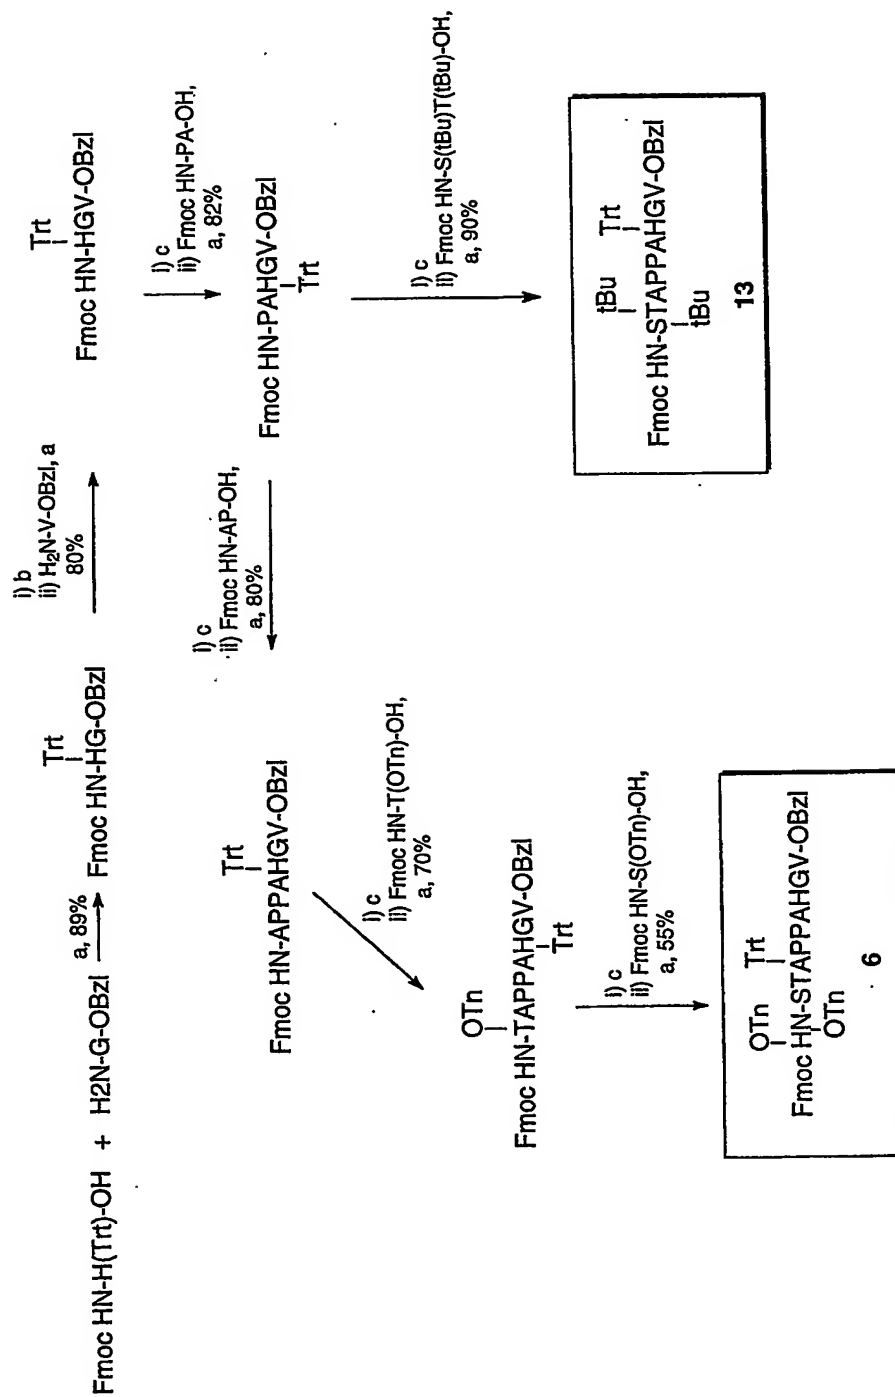 Trt
Fmoc HN-H(Trt)-OH + H2N-G-OBzl
a, 89%
Fmoc HN-HG-OBzl
i) b
ii) H₂N-V-OBzl, a
80%
Trt
Fmoc HN-HGV-OBzl
i) c
ii) Fmoc HN-PA-OH,
a, 82%
Fmoc HN-PAHGV-OBzl
Trt
i) c
ii) Fmoc HN-AP-OH,
a, 80%
Trt
Fmoc HN-APPAHGV-OBzl
i) c
ii) Fmoc HN-S(tBu)T(tBu)-OH,
a, 90%
i) c
ii) Fmoc HN-T(OTn)-OH,
a, 70%
OTn
Fmoc HN-TAPPAHGV-OBzl
Trt
i) c
ii) Fmoc HN-S(OTn)-OH,
a, 55%
OTn Trt
Fmoc HN-STAPPAHGV-OBzl
OTn
6
tBu Trt
Fmoc HN-STAPPAHGV-OBzl
tBu
13